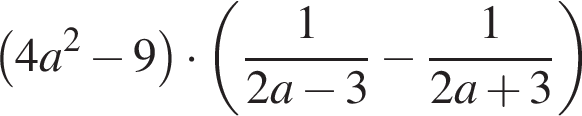 (4a² − 9) · (1/(2a − 3) − 1/(2a + 3))